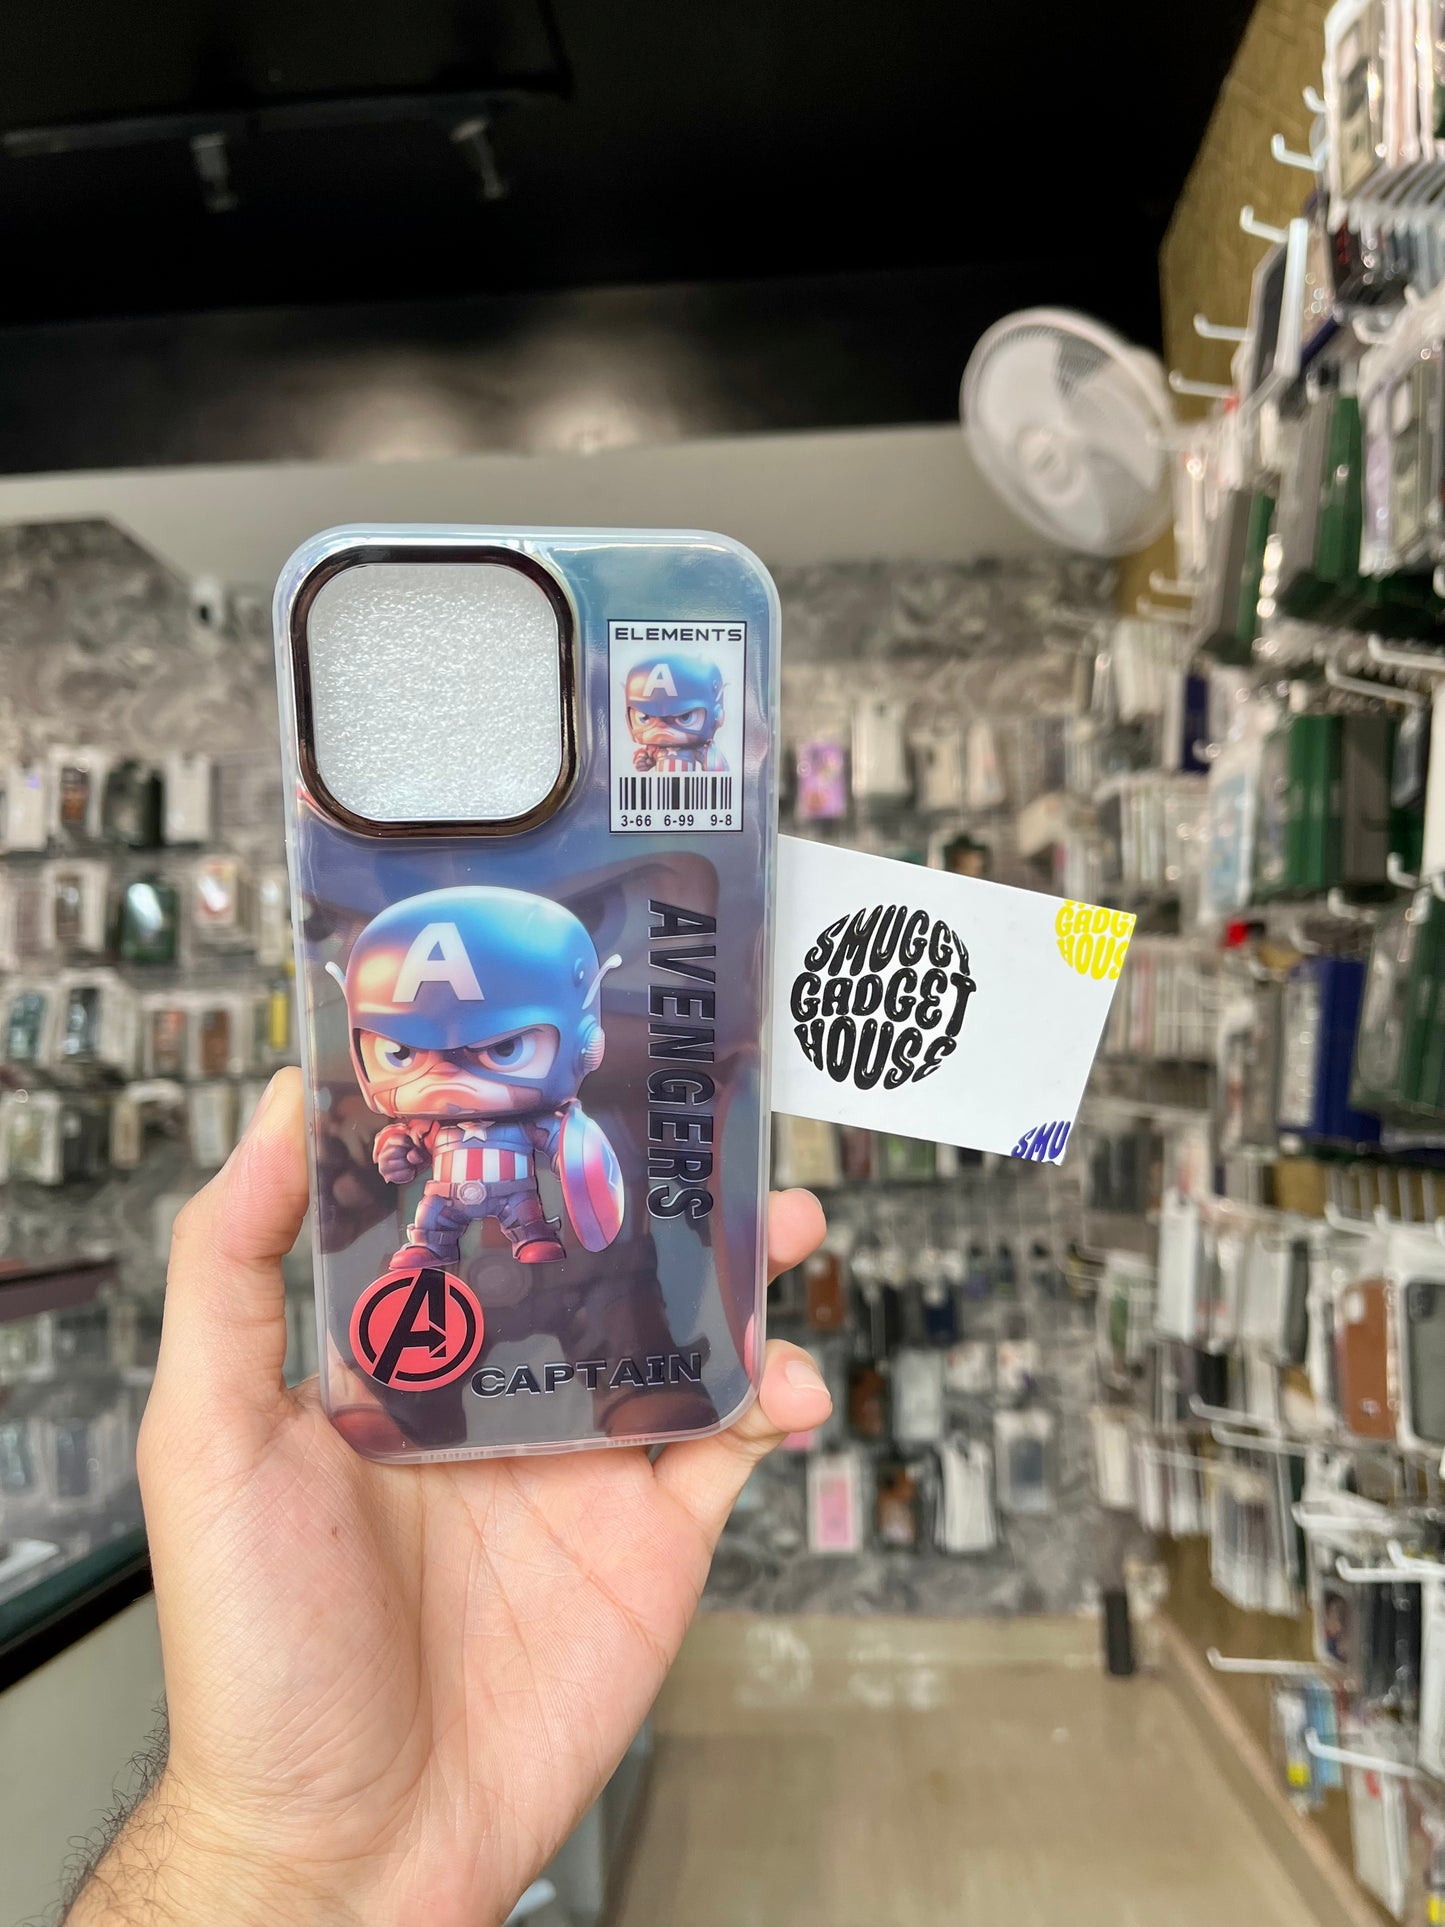 ELEMENTS
A
3-66 6-99 9-8
A
AVENGERS
A
CAPTAIN
SMUGGY
GADGET
HOUSE
GADG
HOUS
SMU